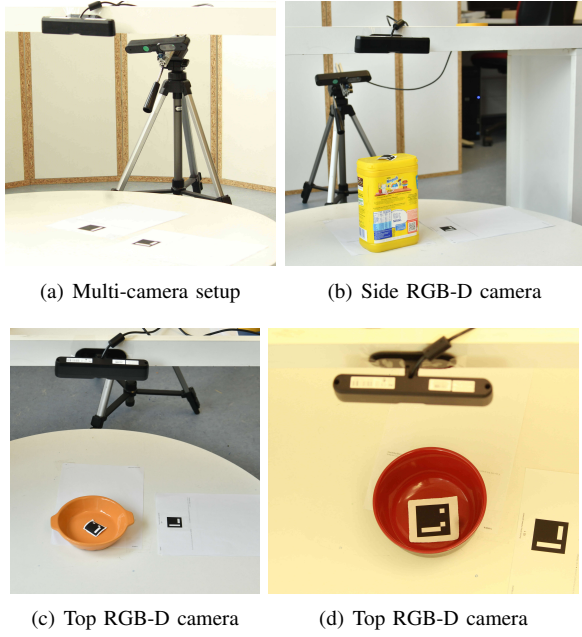 (a) Multi-camera setup
(b) Side RGB-D camera
(c) Top RGB-D camera
(d) Top RGB-D camera